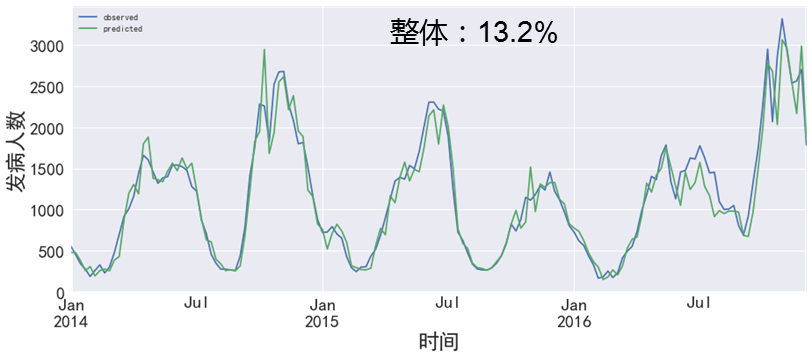 observed
predicted
整体：13.2%
发病人数
3500
3000
2500
2000
1500
1000
500
0
Jan
2014
Jul
Jan
2015
Jul
Jan
2016
Jul
时间